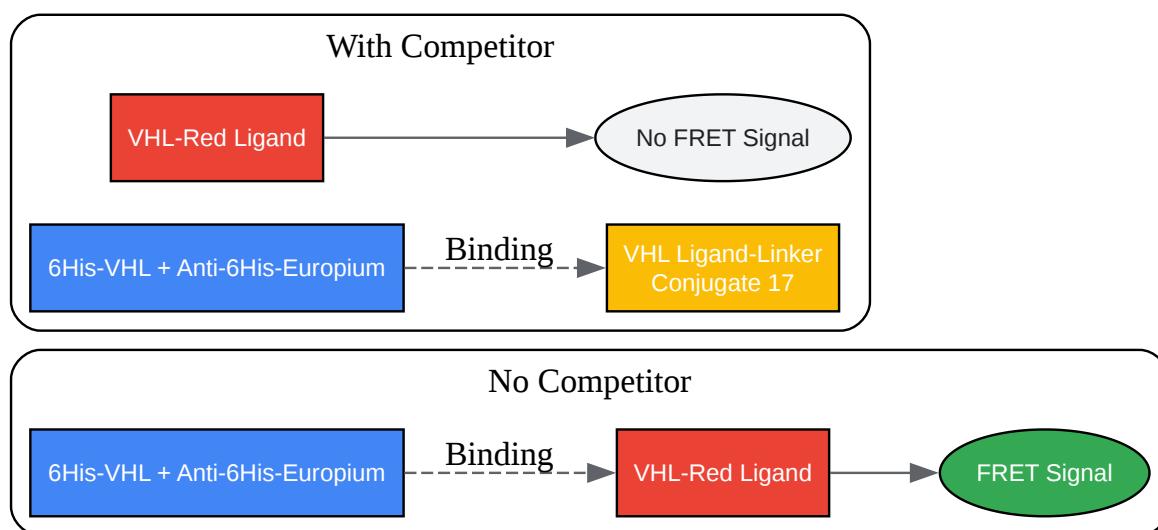 With Competitor
VHL-Red Ligand
No FRET Signal
6His-VHL + Anti-6His-Europium
Binding
VHL Ligand-Linker
Conjugate 17
No Competitor
6His-VHL + Anti-6His-Europium
Binding
VHL-Red Ligand
FRET Signal